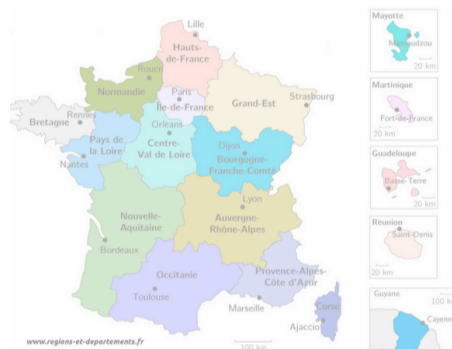 Lille
Hauts-
de-France
Rouen
Normandie
Paris
Île-de-France
Grand-Est
Strasbourg
Rennes
Bretagne
Pays de
la Loire
Nantes
Orléans
Centre-
Val de Loire
Dijon
Bourgogne-
Franche-Comté
Nouvelle-
Aquitaine
Bordeaux
Lyon
Auvergne-
Rhône-Alpes
Occitanie
Toulouse
Provence-Alpes-
Côte d'Azur
Marseille
Corse
Ajaccio
www.regions-et-departements.fr
100 km
Mayotte
Mamoudzou
20 km
Martinique
Fort-de-France
20 km
Guadeloupe
Basse-Terre
20 km
Réunion
Saint-Denis
20 km
Guyane
100 k
Cayenn